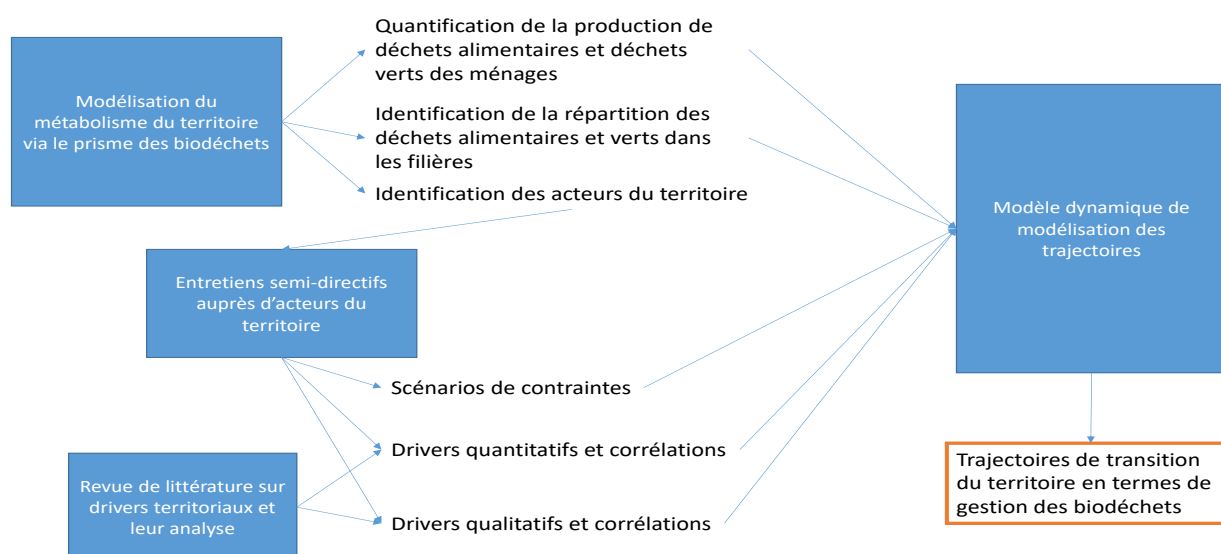 Modélisation du
métabolisme du territoire
via le prisme des biodéchets
Quantification de la production de
déchets alimentaires et déchets
verts des ménages
Identification de la répartition des
déchets alimentaires et verts dans
les filières
Identification des acteurs du territoire
Entretiens semi-directifs
auprès d'acteurs du
territoire
Scénarios de contraintes
Drivers quantitatifs et corrélations
Drivers qualitatifs et corrélations
Revue de littérature sur
drivers territoriaux et
leur analyse
Modèle dynamique de
modélisation des
trajectoires
Trajectoires de transition
du territoire en termes de
gestion des biodéchets